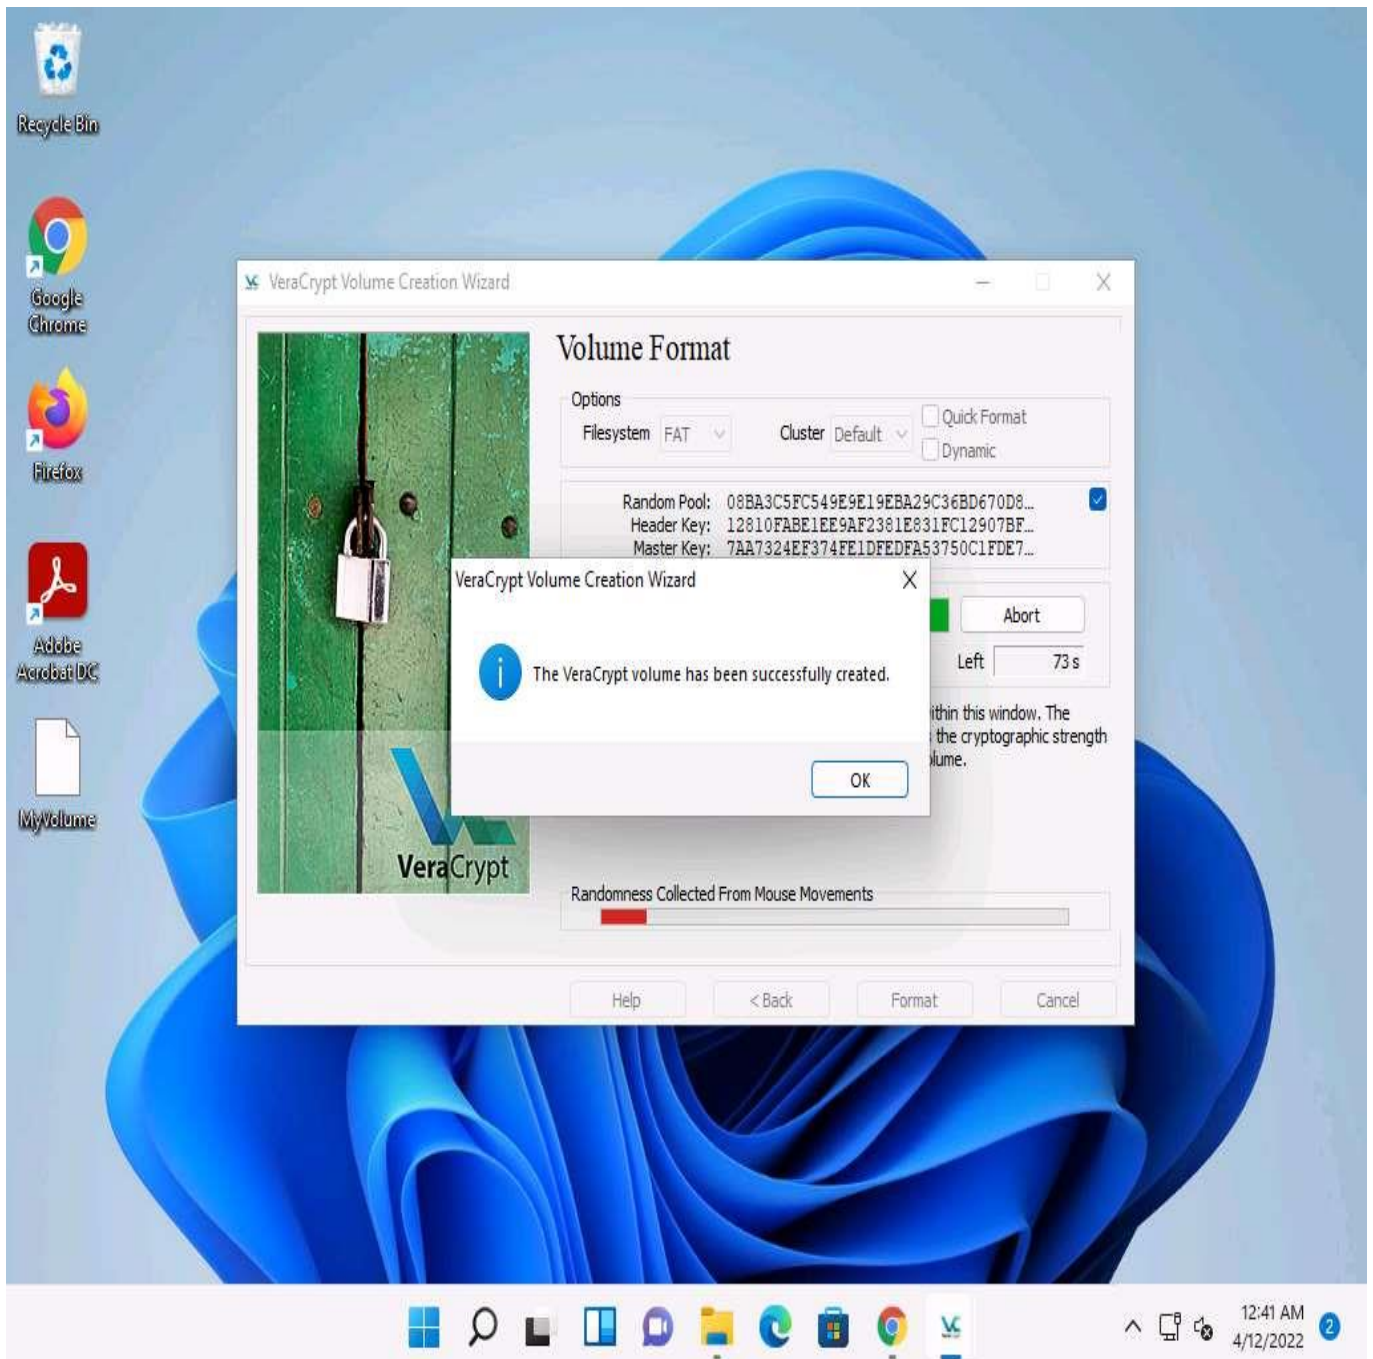 Recycle Bin
Google
Chrome
Firefox
Adobe
Acrobat DC
MyVolume
VeraCrypt Volume Creation Wizard
Volume Format
Options
Filesystem FAT Cluster Default Quick Format
Dynamic
Random Pool: 08BA3C5FC549E9E19EBA29C36BD670D8...
Header Key: 12810FABE1EE9AF2381E831FC12907BF...
Master Key: 7AA7324EF374FE1DFEDFA53750C1FDE7...
Abort
Left 73 s
ithin this window. The
the cryptographic strength
lume.
VeraCrypt Volume Creation Wizard
The VeraCrypt volume has been successfully created.
OK
VeraCrypt
Randomness Collected From Mouse Movements
Help < Back Format Cancel
12:41 AM
4/12/2022
2